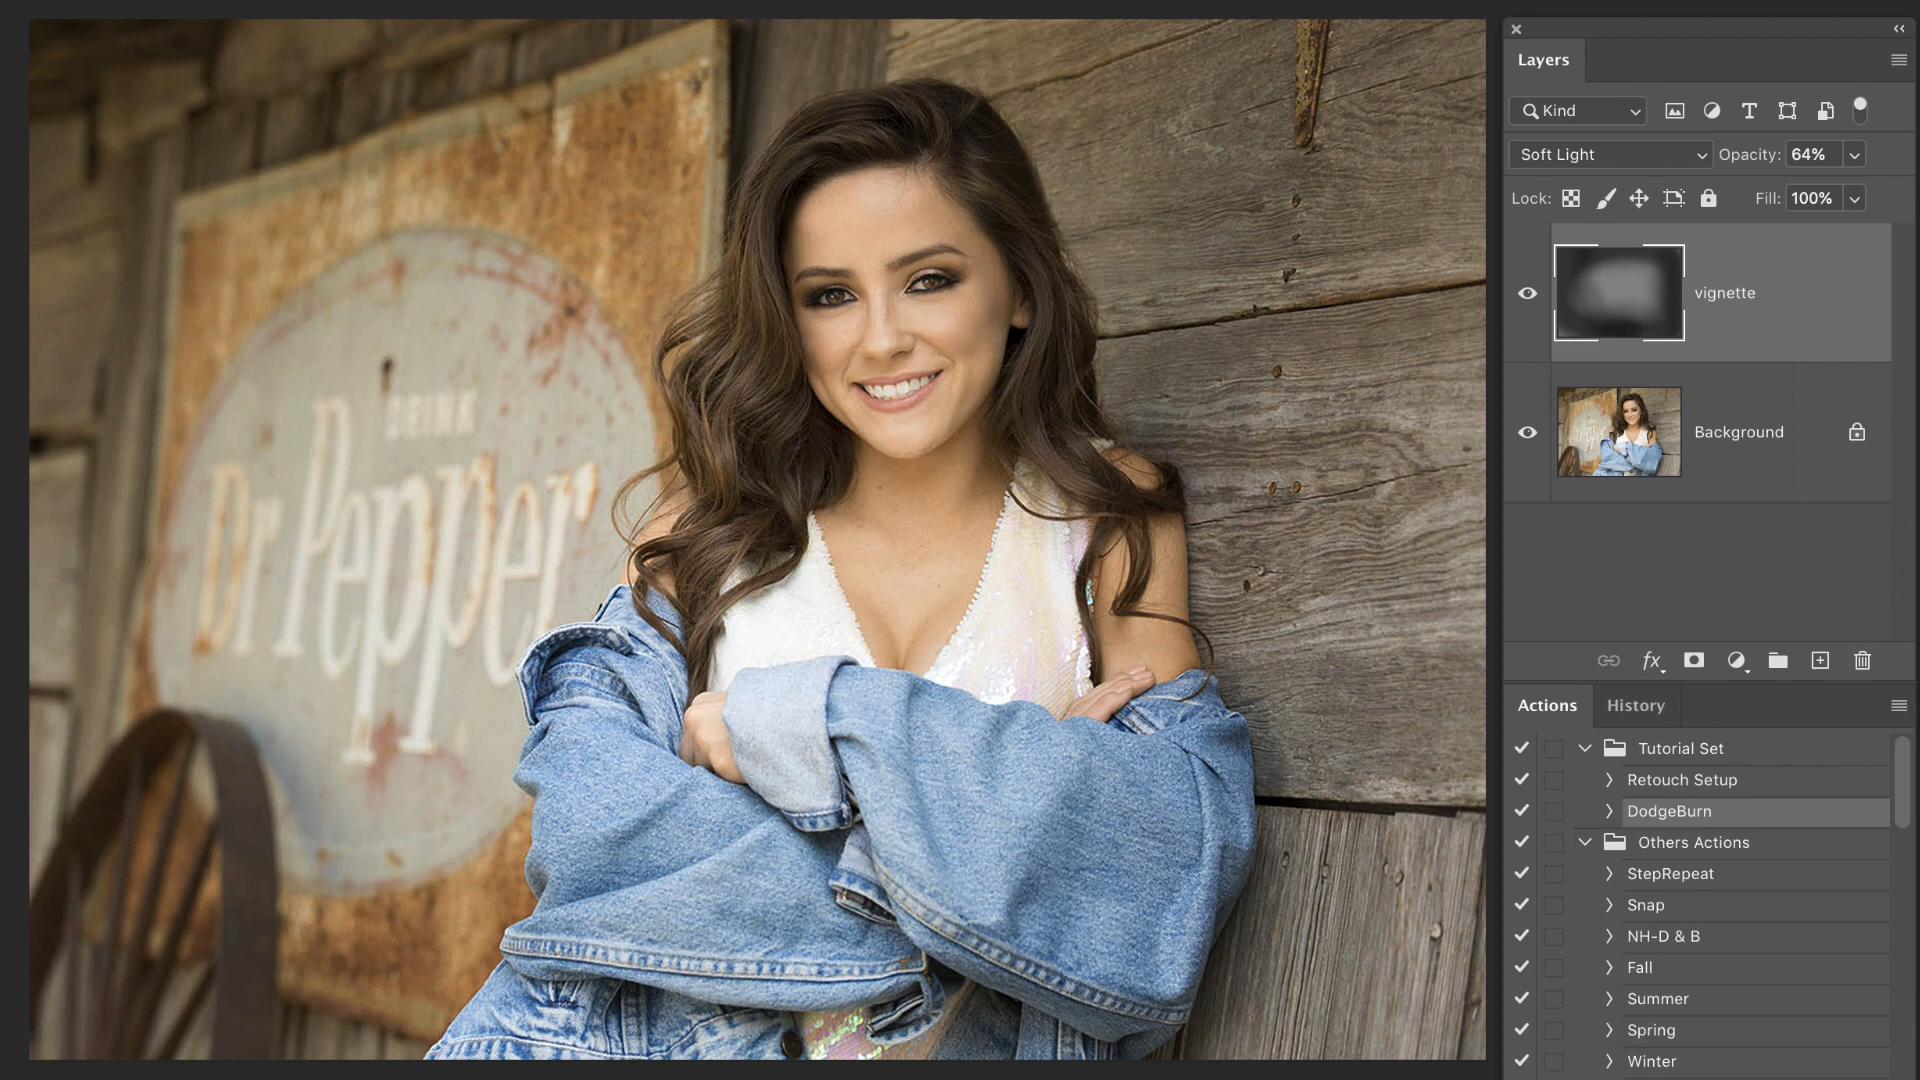 DRINK
Dr Pepper
Layers
Kind
Soft Light Opacity: 64%
Lock: Fill: 100%
vignette
Background
fx
Actions History
Tutorial Set
Retouch Setup
DodgeBurn
Others Actions
StepRepeat
Snap
NH-D & B
Fall
Summer
Spring
Winter